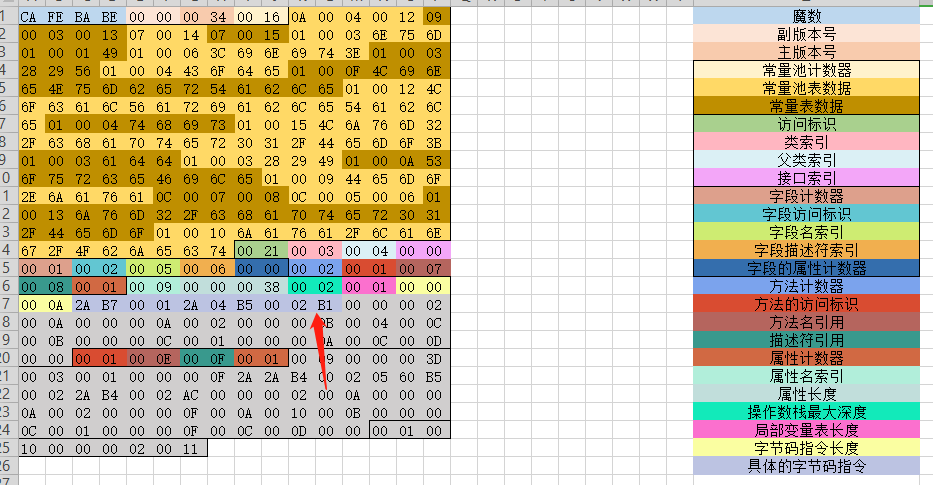 1 CA FE BA BE 00 00 00 34 00 16 0A 00 04 00 12 09 魔数
2 00 03 00 13 07 00 14 07 00 15 01 00 03 6E 75 6D 副版本号
3 01 00 01 49 01 00 06 3C 69 6E 69 74 3E 01 00 03 主版本号
4 28 29 56 01 00 04 43 6F 64 65 01 00 0F 4C 69 6E 常量池计数器
5 65 4E 75 6D 62 65 72 54 61 62 6C 65 01 00 12 4C 常量池表数据
6 6F 63 61 6C 56 61 72 69 61 62 6C 65 54 61 62 6C 常量表数据
7 65 01 00 04 74 68 69 73 01 00 15 4C 6A 76 6D 32 访问标识
8 2F 63 68 61 70 74 65 72 30 31 2F 44 65 6D 6F 3B 类索引
9 01 00 03 61 64 64 01 00 03 28 29 49 01 00 0A 53 父类索引
0 6F 75 72 63 65 46 69 6C 65 01 00 09 44 65 6D 6F 接口索引
1 2E 6A 61 76 61 0C 00 07 00 08 0C 00 05 00 06 01 字段计数器
2 00 13 6A 76 6D 32 2F 63 68 61 70 74 65 72 30 31 字段访问标识
3 2F 44 65 6D 6F 01 00 10 6A 61 76 61 2F 6C 61 6E 字段名索引
4 67 2F 4F 62 6A 65 63 74 00 21 00 03 00 04 00 00 字段描述符索引
5 00 01 00 02 00 05 00 06 00 00 00 02 00 01 00 07 字段的属性计数器
6 00 08 00 01 00 09 00 00 00 38 00 02 00 01 00 00 方法计数器
7 00 0A 2A B7 00 01 2A 04 B5 00 02 B1 00 00 00 02 方法的访问标识
8 00 0A 00 00 00 0A 00 02 00 00 00 0B 00 04 00 0C 方法名引用
9 00 0B 00 00 00 0C 00 01 00 00 00 0A 00 0C 00 0D 描述符引用
20 00 00 00 01 00 0E 00 0F 00 01 00 09 00 00 00 3D 属性计数器
21 00 03 00 01 00 00 00 0F 2A 2A B4 00 02 05 60 B5 属性名索引
22 00 02 2A B4 00 02 AC 00 00 00 02 00 0A 00 00 00 属性长度
23 0A 00 02 00 00 00 0F 00 0A 00 10 00 0B 00 00 00 操作数栈最大深度
24 0C 00 01 00 00 00 0F 00 0C 00 0D 00 00 00 01 00 局部变量表长度
25 10 00 00 00 02 00 11 字节码指令长度
26 具体的字节码指令